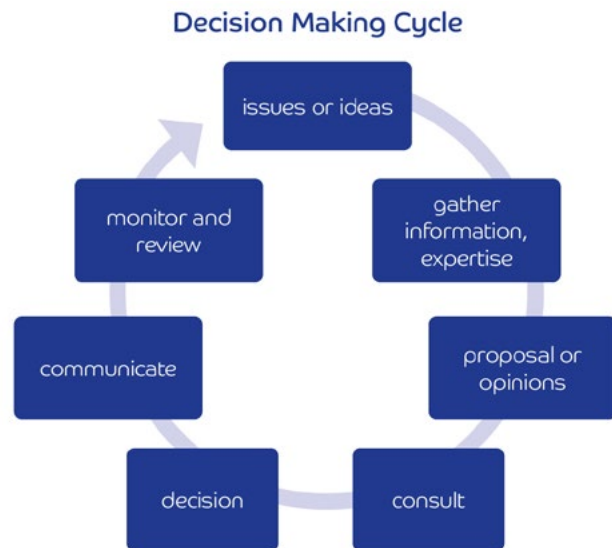 Decision Making Cycle
issues or ideas
gather
information,
expertise
proposal or
opinions
consult
decision
communicate
monitor and
review